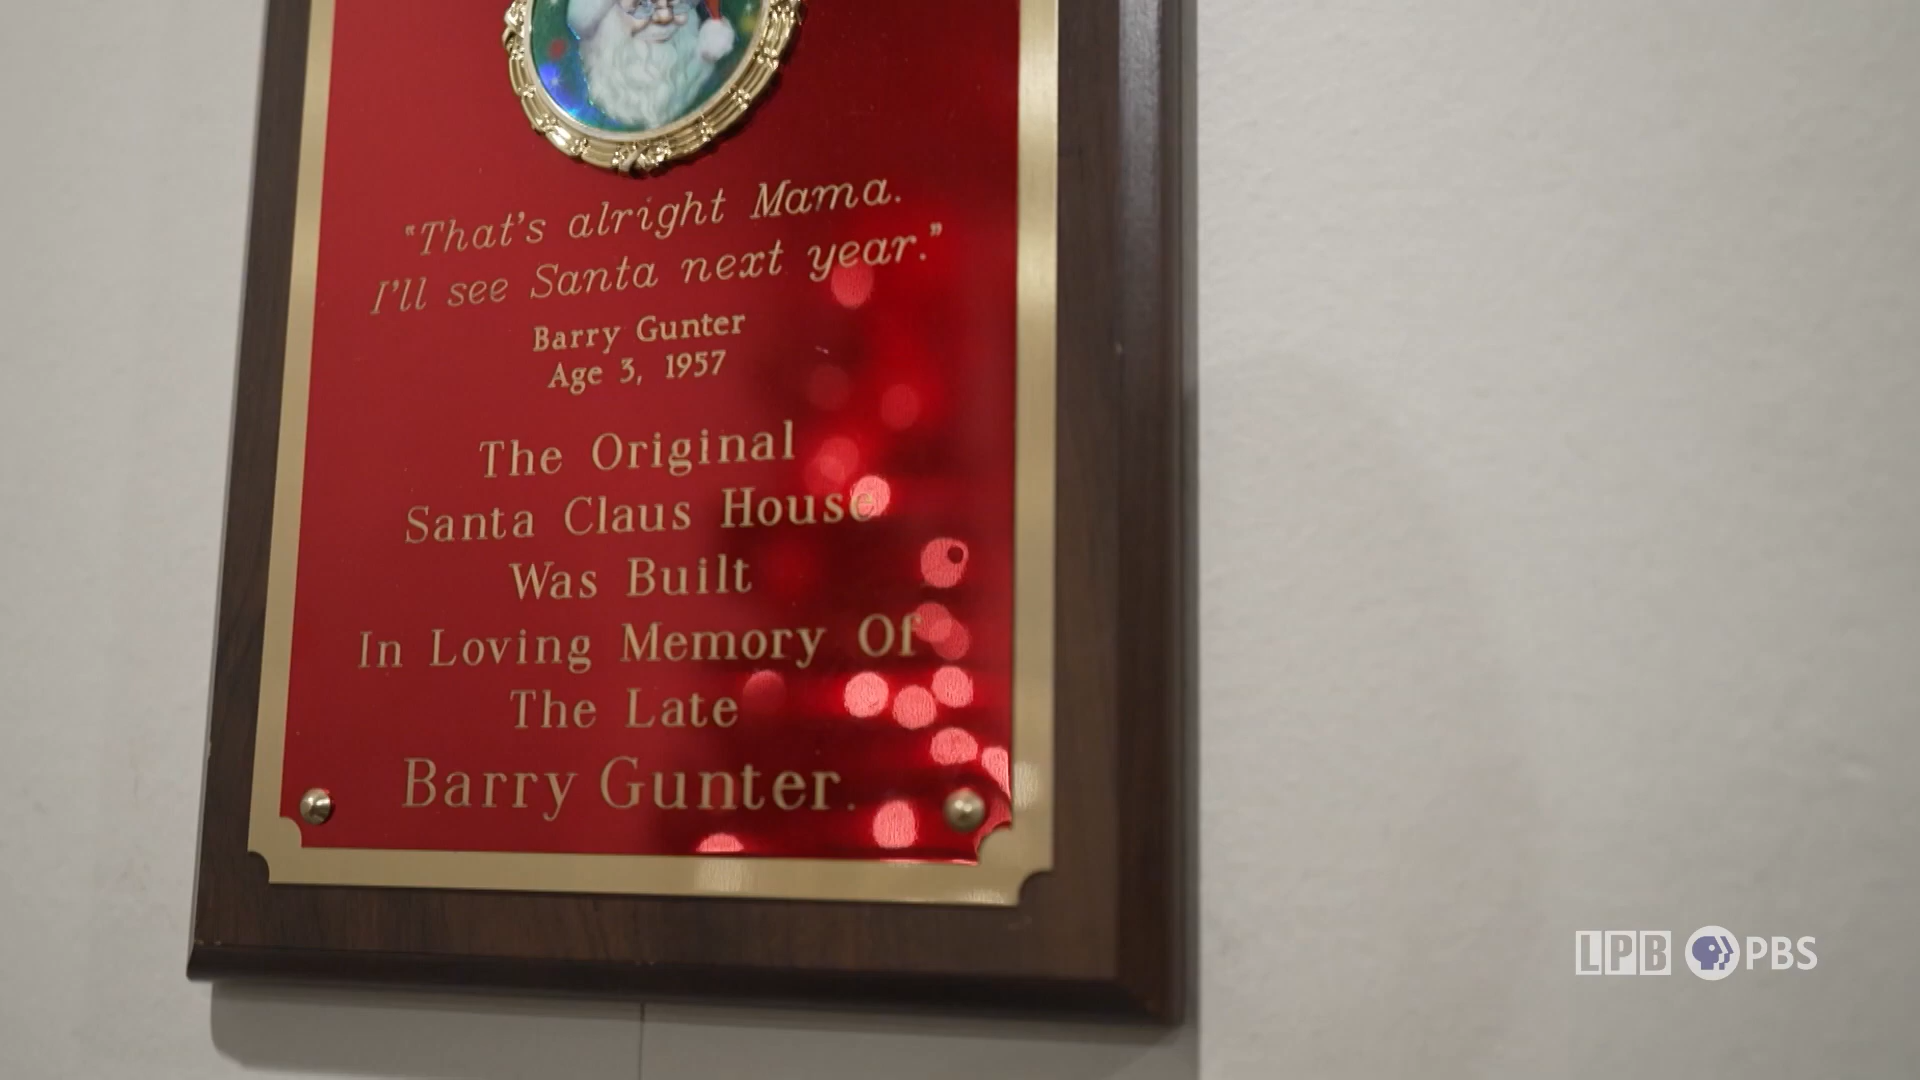 "That's alright Mama.
I'll see Santa next year."
Barry Gunter
Age 3, 1957
The Original
Santa Claus House
Was Built
In Loving Memory Of
The Late
Barry Gunter.
LPB PBS